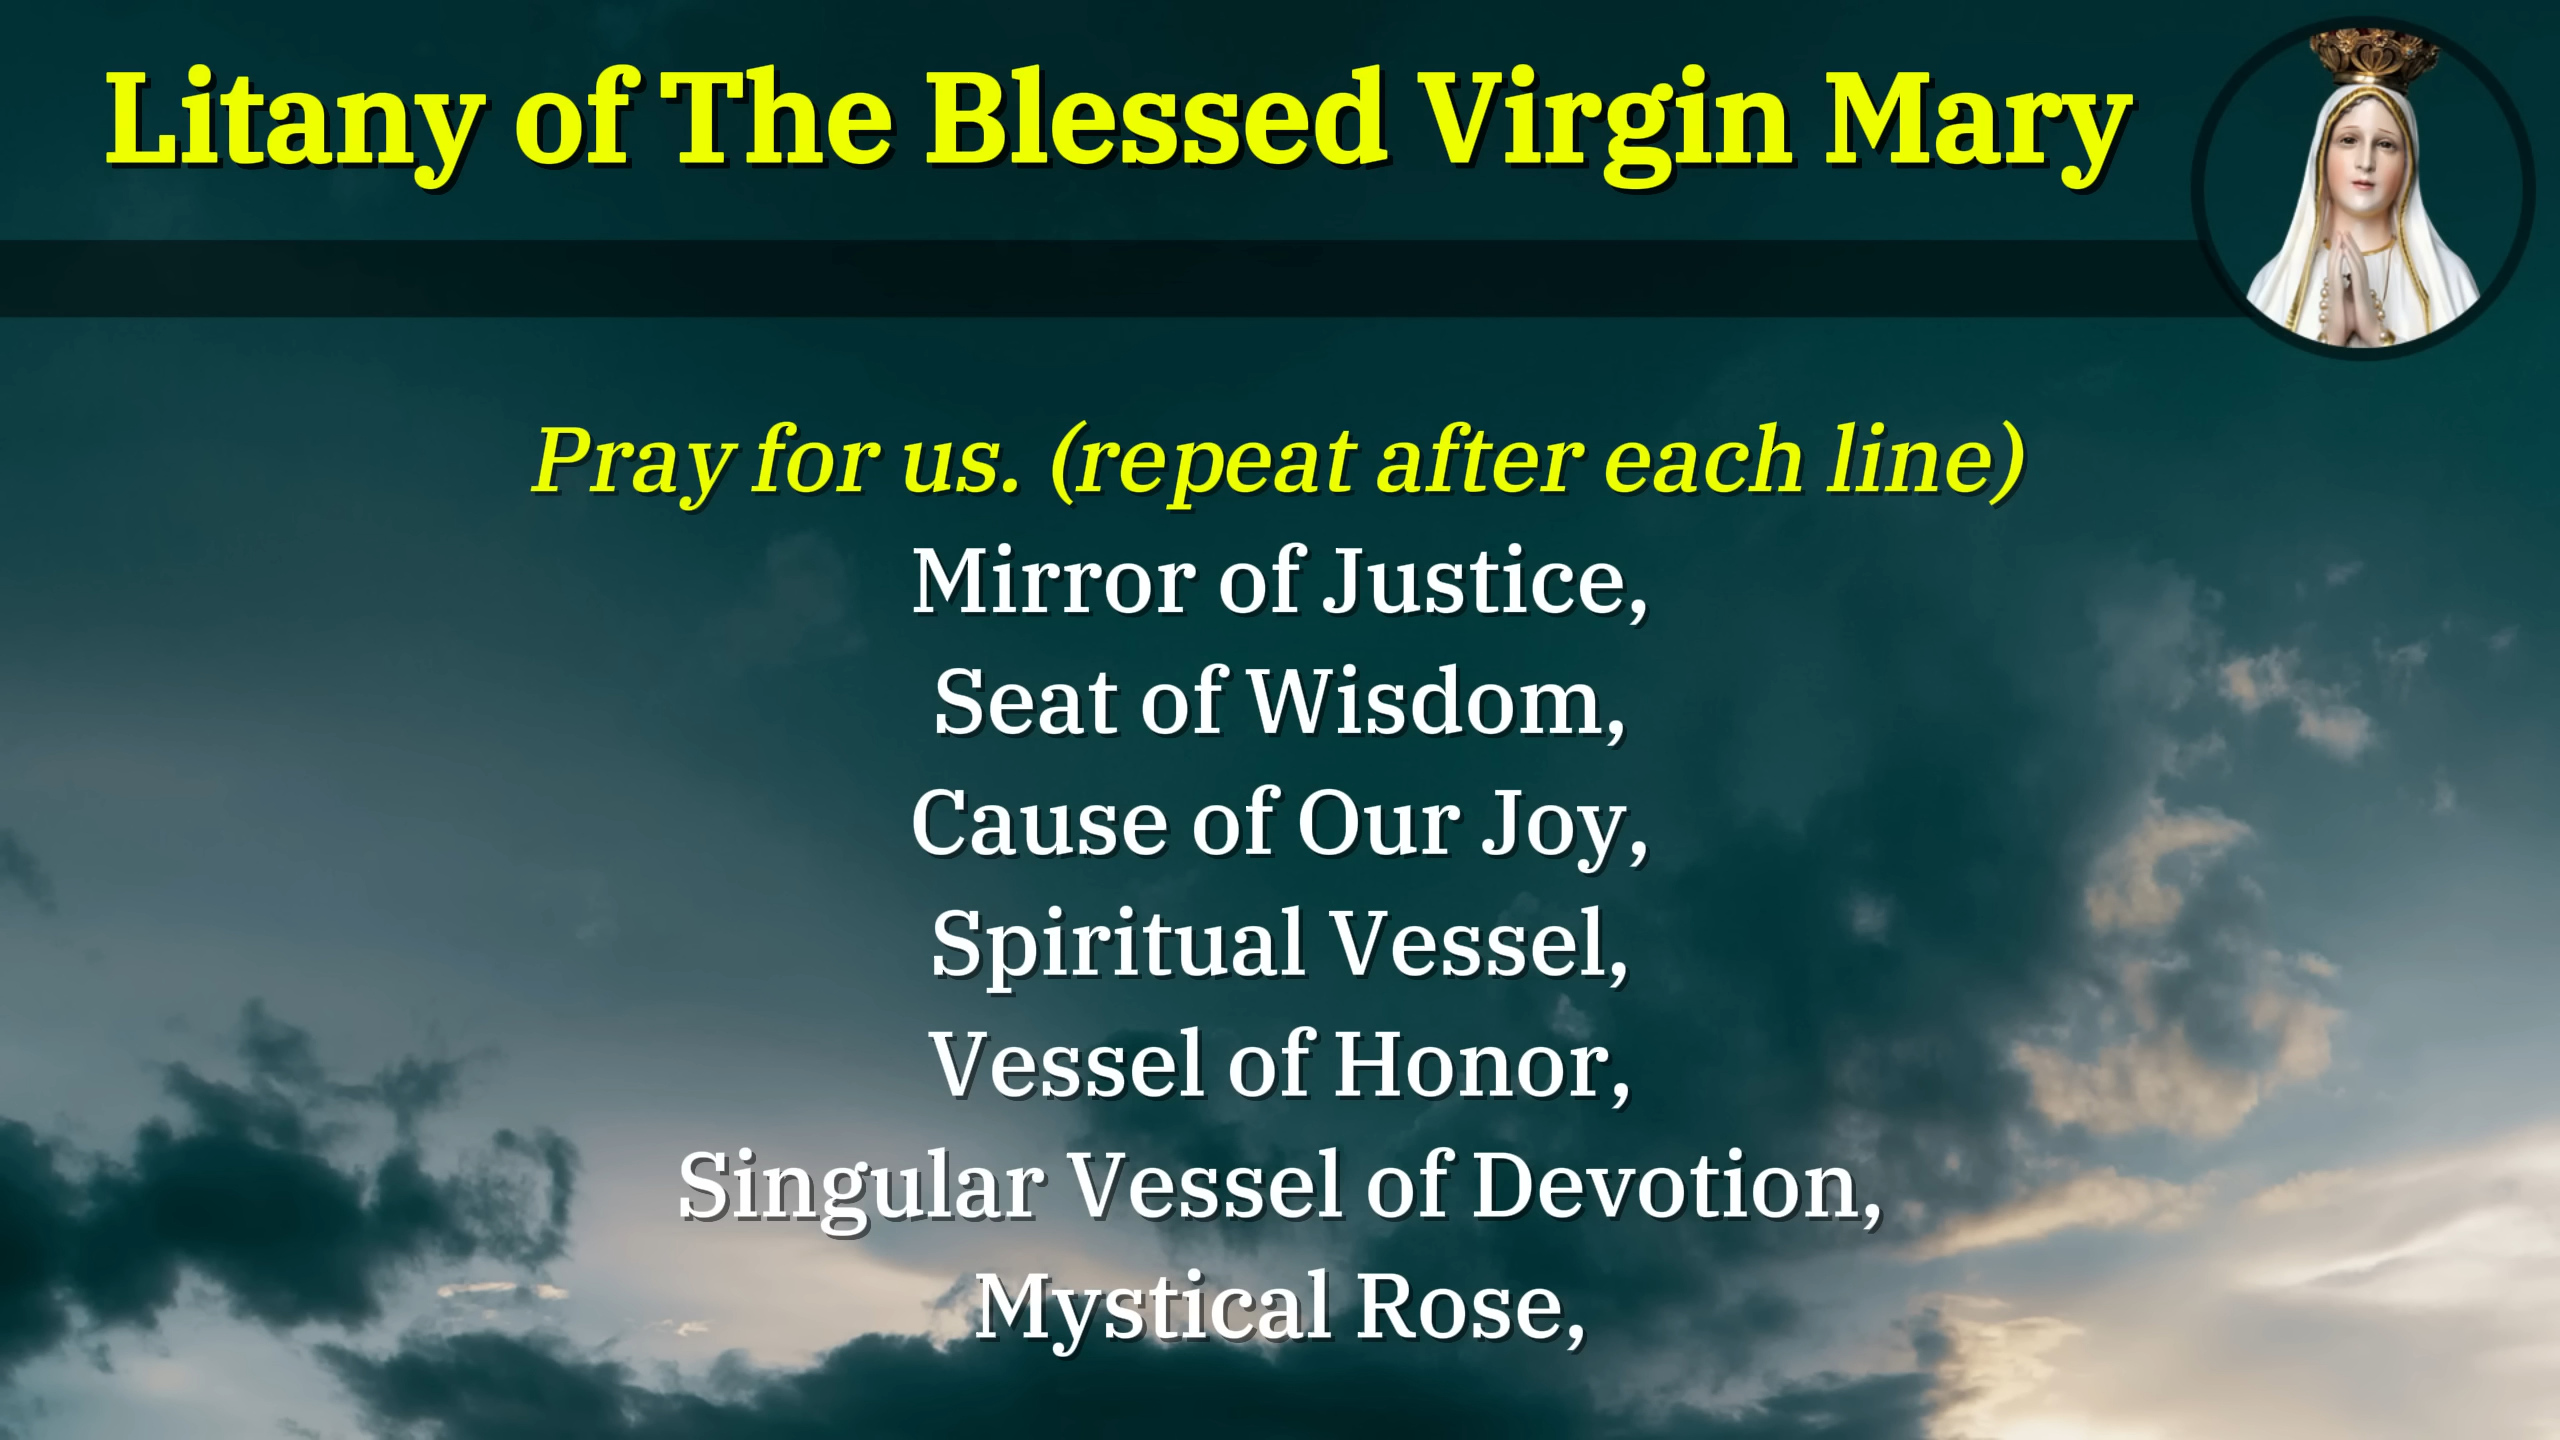 Litany of The Blessed Virgin Mary
Pray for us. (repeat after each line)
Mirror of Justice,
Seat of Wisdom,
Cause of Our Joy,
Spiritual Vessel,
Vessel of Honor,
Singular Vessel of Devotion,
Mystical Rose,